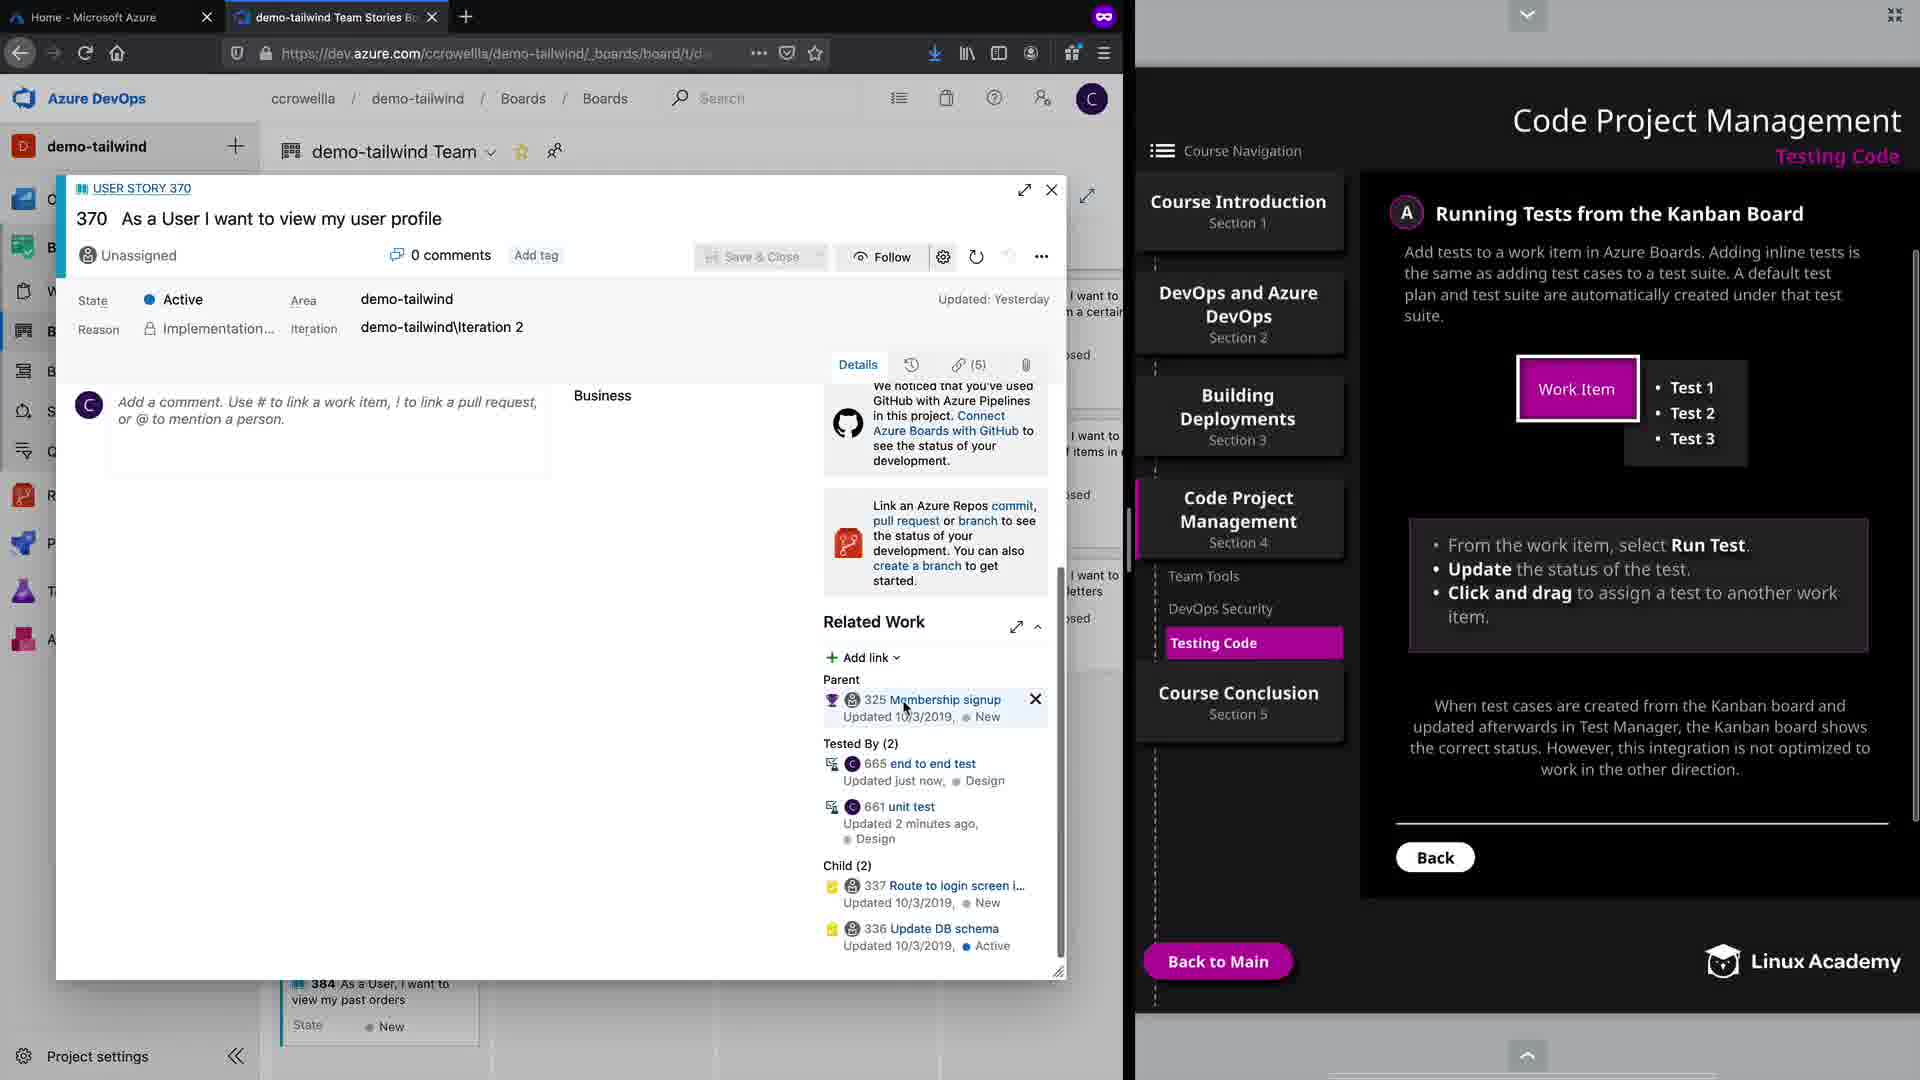 Home - Microsoft Azure
demo-tailwind Team Stories Bo
https://dev.azure.com/ccrowellla/demo-tailwind/_boards/board/t/d
Azure DevOps
ccrowellla / demo-tailwind / Boards / Boards
Search
C
D
demo-tailwind
demo-tailwind Team
USER STORY 370
370 As a User I want to view my user profile
Unassigned
0 comments
Add tag
Save & Close
Follow
State
Active
Area
demo-tailwind
Updated: Yesterday
Reason
Implementation...
Iteration
demo-tailwind\Iteration 2
Details
(5)
C
Add a comment. Use # to link a work item, ! to link a pull request,
or @ to mention a person.
Business
We noticed that you've used
GitHub with Azure Pipelines
in this project. Connect
Azure Boards with GitHub to
see the status of your
development.
Link an Azure Repos commit,
pull request or branch to see
the status of your
development. You can also
create a branch to get
started.
Related Work
Add link
Parent
325 Membership signup
Updated 10/3/2019, New
Tested By (2)
C 665 end to end test
Updated just now, Design
C 661 unit test
Updated 2 minutes ago,
Design
Child (2)
337 Route to login screen i...
Updated 10/3/2019, New
336 Update DB schema
Updated 10/3/2019, Active
I want to
n a certain
osed
I want to
f items in
osed
I want to
letters
osed
384 As a User, I want to
view my past orders
State New
Project settings
Code Project Management
Testing Code
Course Navigation
Course Introduction
Section 1
DevOps and Azure
DevOps
Section 2
Building
Deployments
Section 3
Code Project
Management
Section 4
Team Tools
DevOps Security
Testing Code
Course Conclusion
Section 5
Back to Main
A Running Tests from the Kanban Board
Add tests to a work item in Azure Boards. Adding inline tests is
the same as adding test cases to a test suite. A default test
plan and test suite are automatically created under that test
suite.
Work Item
• Test 1
• Test 2
• Test 3
• From the work item, select Run Test.
• Update the status of the test.
• Click and drag to assign a test to another work
item.
When test cases are created from the Kanban board and
updated afterwards in Test Manager, the Kanban board shows
the correct status. However, this integration is not optimized to
work in the other direction.
Back
Linux Academy